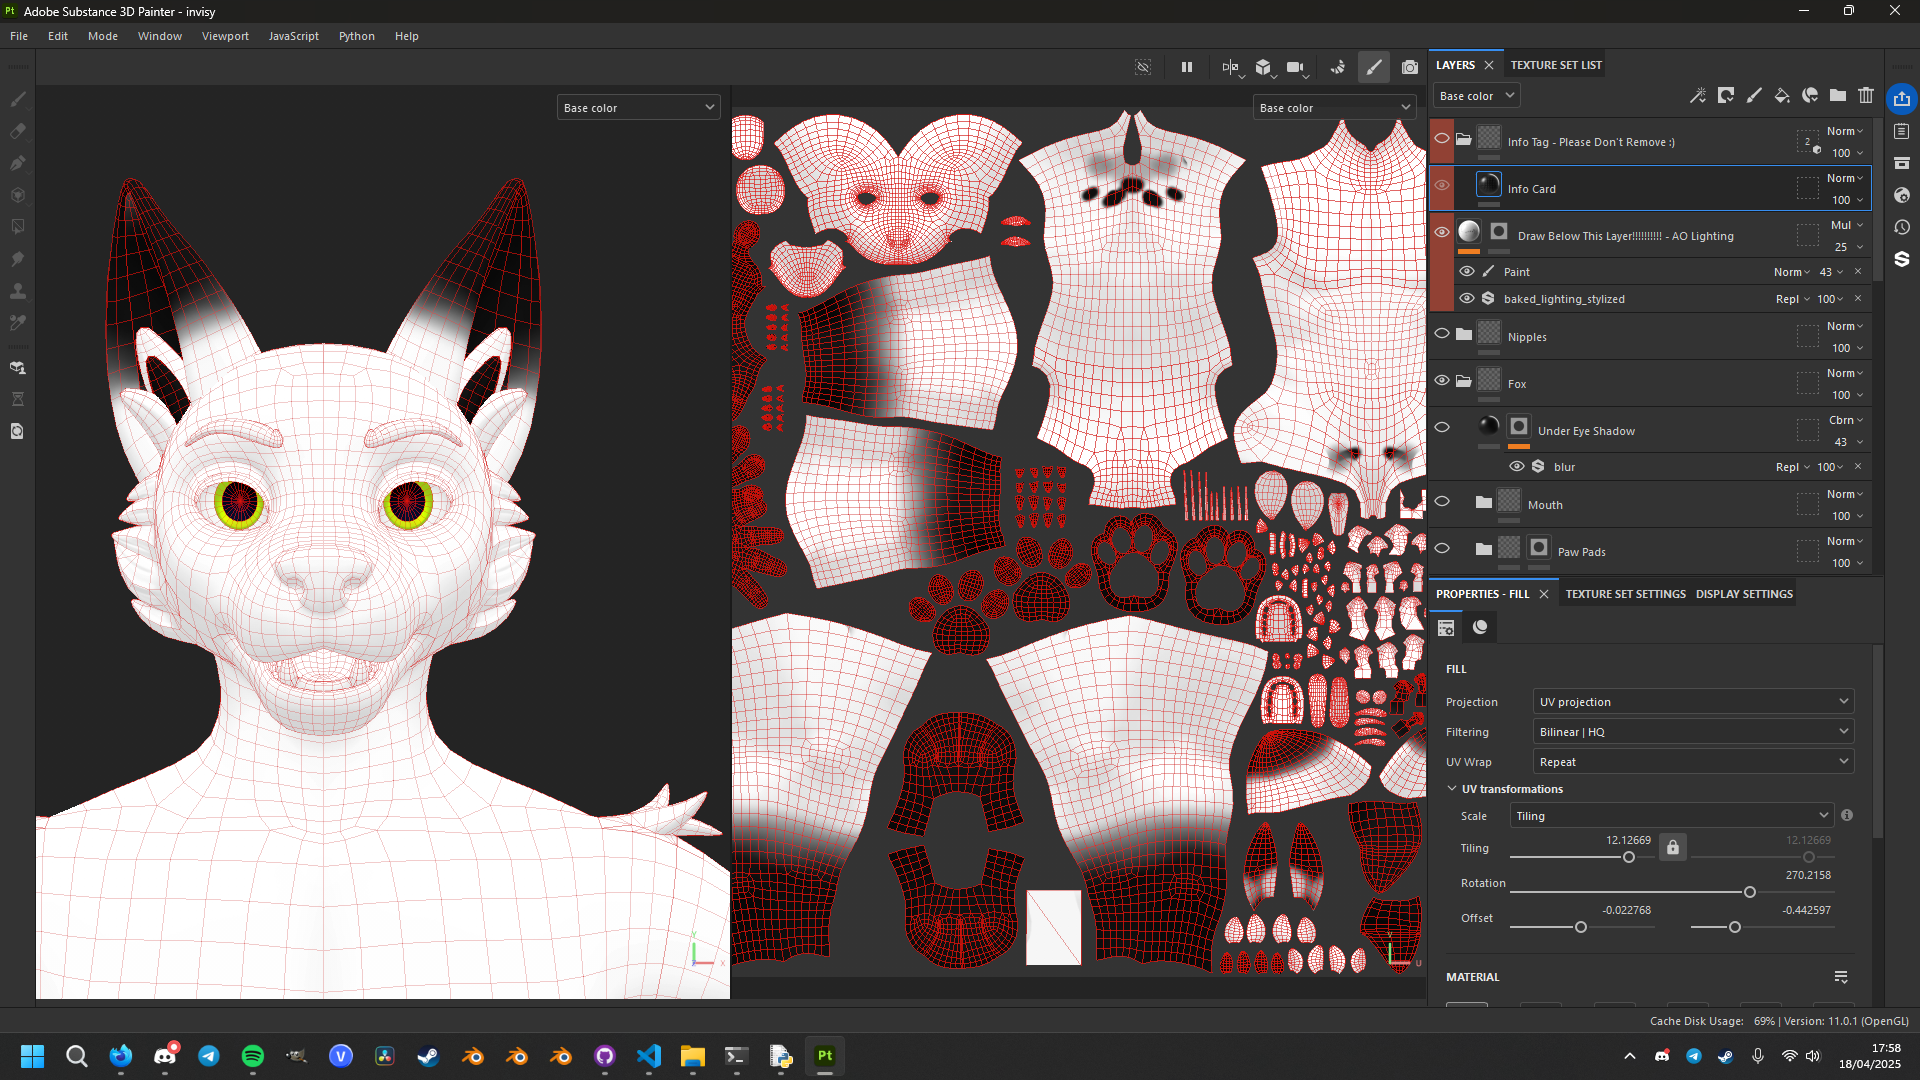 Pt Adobe Substance 3D Painter - invisy
File Edit Mode Window Viewport JavaScript Python Help
LAYERS TEXTURE SET LIST
Base color
Base color
Base color
Info Tag - Please Don't Remove :)
2
Norm
100
Info Card
Norm
100
Draw Below This Layer!!!!!!!!!! - AO Lighting
Mul
25
Paint Norm 43
baked_lighting_stylized Repl 100
Nipples
Norm
100
Fox
Norm
100
Under Eye Shadow
Cbrn
43
blur Repl 100
Mouth
Norm
100
Paw Pads
Norm
100
PROPERTIES - FILL TEXTURE SET SETTINGS DISPLAY SETTINGS
FILL
Projection UV projection
Filtering Bilinear | HQ
UV Wrap Repeat
UV transformations
Scale Tiling
Tiling 12.12669 12.12669
Rotation 270.2158
Offset -0.022768 -0.442597
MATERIAL
Y
X
Z
U
Cache Disk Usage: 69% | Version: 11.0.1 (OpenGL)
V
Pt
17:58
18/04/2025